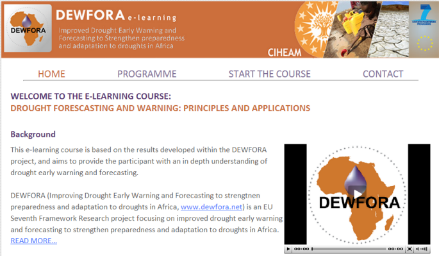 DEWFORA e-learning
Improved Drought Early Warning and
Forecasting to Strengthen preparedness
and adaptation to droughts in Africa
DEWFORA
CIHEAM
HOME PROGRAMME START THE COURSE CONTACT
WELCOME TO THE E-LEARNING COURSE:
DROUGHT FORESCASTING AND WARNING: PRINCIPLES AND APPLICATIONS
Background
This e-learning course is based on the results developed within the DEWFORA
project, and aims to provide the participant with an in depth understanding of
drought early warning and forecasting.
DEWFORA (Improving Drought Early Warning and Forecasting to strengtnen
preparedness and adaptation to droughts in Africa, www.dewfora.net) is an EU
Seventh Framework Research project focusing on improved drought early warning
and forecasting to strengthen preparedness and adaptation to droughts in Africa.
READ MORE...
DEWFORA